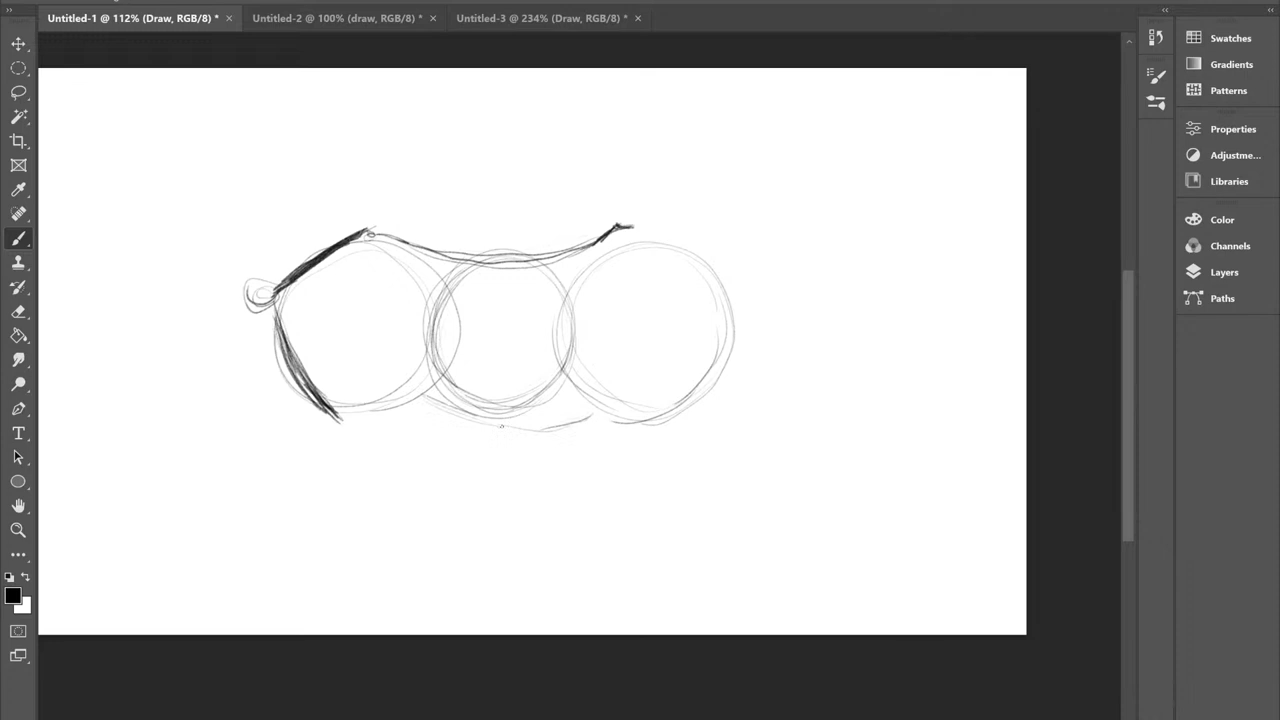 Untitled-1 @ 112% (Draw, RGB/8) * Untitled-2 @ 100% (draw, RGB/8) * Untitled-3 @ 234% (Draw, RGB/8) *
Swatches
Gradients
Patterns
Properties
Adjustme...
Libraries
Color
Channels
Layers
Paths